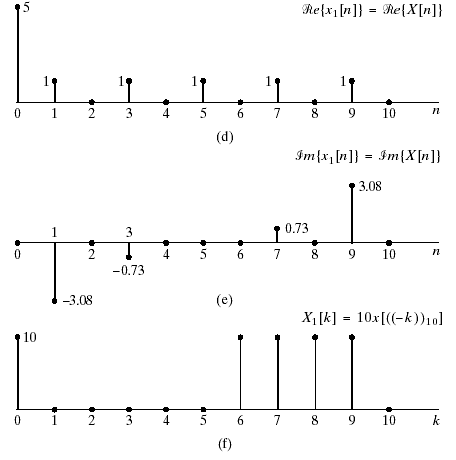 5
ℛe{x₁[n]} = ℛe{X[n]}
1 1 1 1 1
0 1 2 3 4 5 6 7 8 9 10 n
(d)
ℐm{x₁[n]} = ℐm{X[n]}
3.08
1 3 0.73
0 2 4 5 6 7 8 9 10 n
−0.73
−3.08
(e)
X₁[k] = 10x[((−k))₁₀]
10
0 1 2 3 4 5 6 7 8 9 10 k
(f)